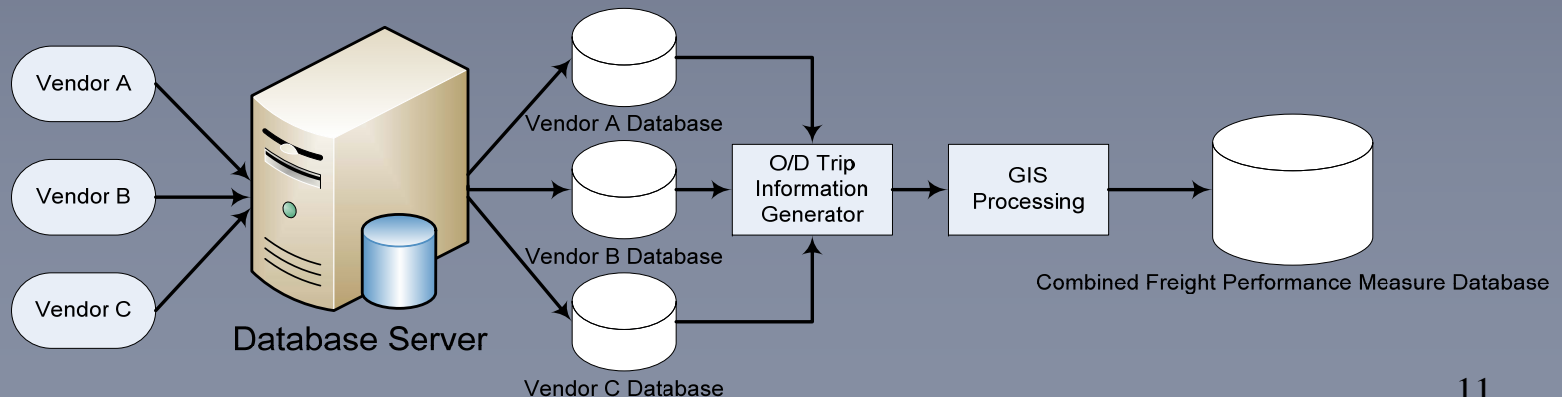 Vendor A
Vendor B
Vendor C
Database Server
Vendor A Database
Vendor B Database
Vendor C Database
O/D Trip
Information
Generator
GIS
Processing
Combined Freight Performance Measure Database
11